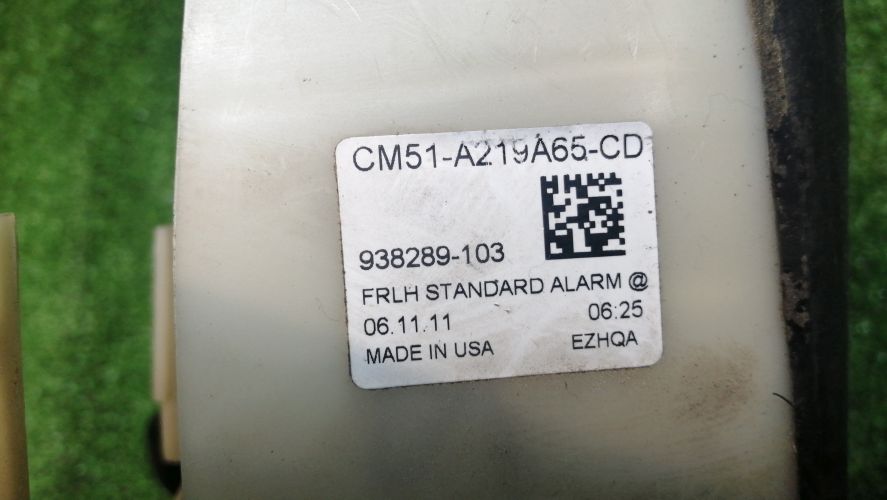 CM51-A219A65-CD
938289-103
FRLH STANDARD ALARM @
06.11.11 06:25
MADE IN USA EZHQA